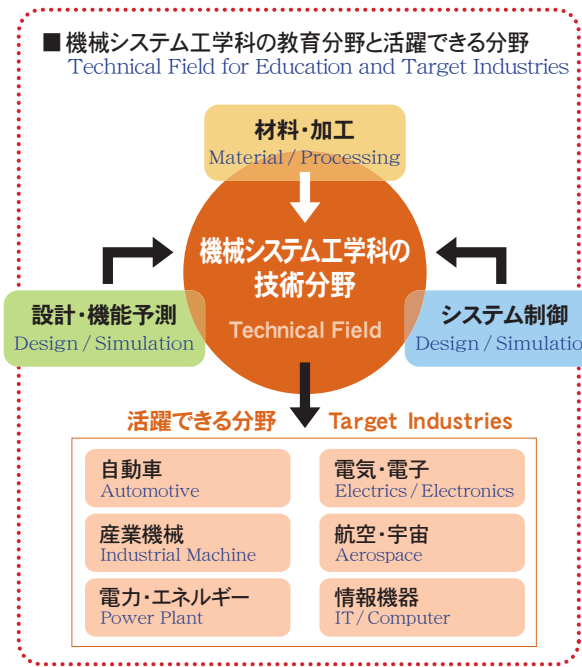 ■機械システム工学科の教育分野と活躍できる分野
Technical Field for Education and Target Industries
材料・加工
Material / Processing
機械システム工学科の
技術分野
Technical Field
設計・機能予測
Design / Simulation
システム制御
Design / Simulatio
活躍できる分野 Target Industries
自動車
Automotive
電気・電子
Electrics / Electronics
産業機械
Industrial Machine
航空・宇宙
Aerospace
電力・エネルギー
Power Plant
情報機器
IT / Computer